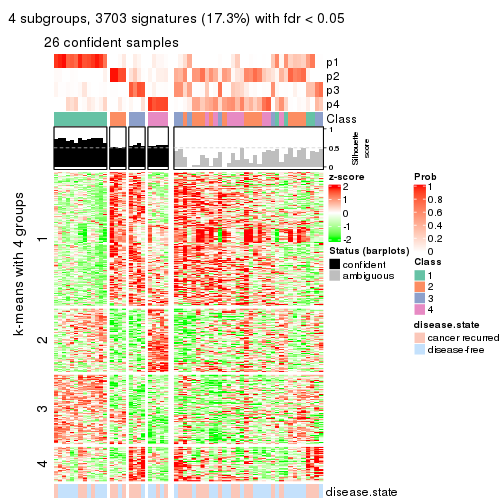 4 subgroups, 3703 signatures (17.3%) with fdr < 0.05
26 confident samples
p1
p2
p3
p4
Class
1
0.5
0
Silhouette
score
k-means with 4 groups
1
2
3
4
disease.state
z-score
2
1
0
-1
-2
Status (barplots)
confident
ambiguous
Prob
1
0.8
0.6
0.4
0.2
0
Class
1
2
3
4
disease.state
cancer recurred
disease-free